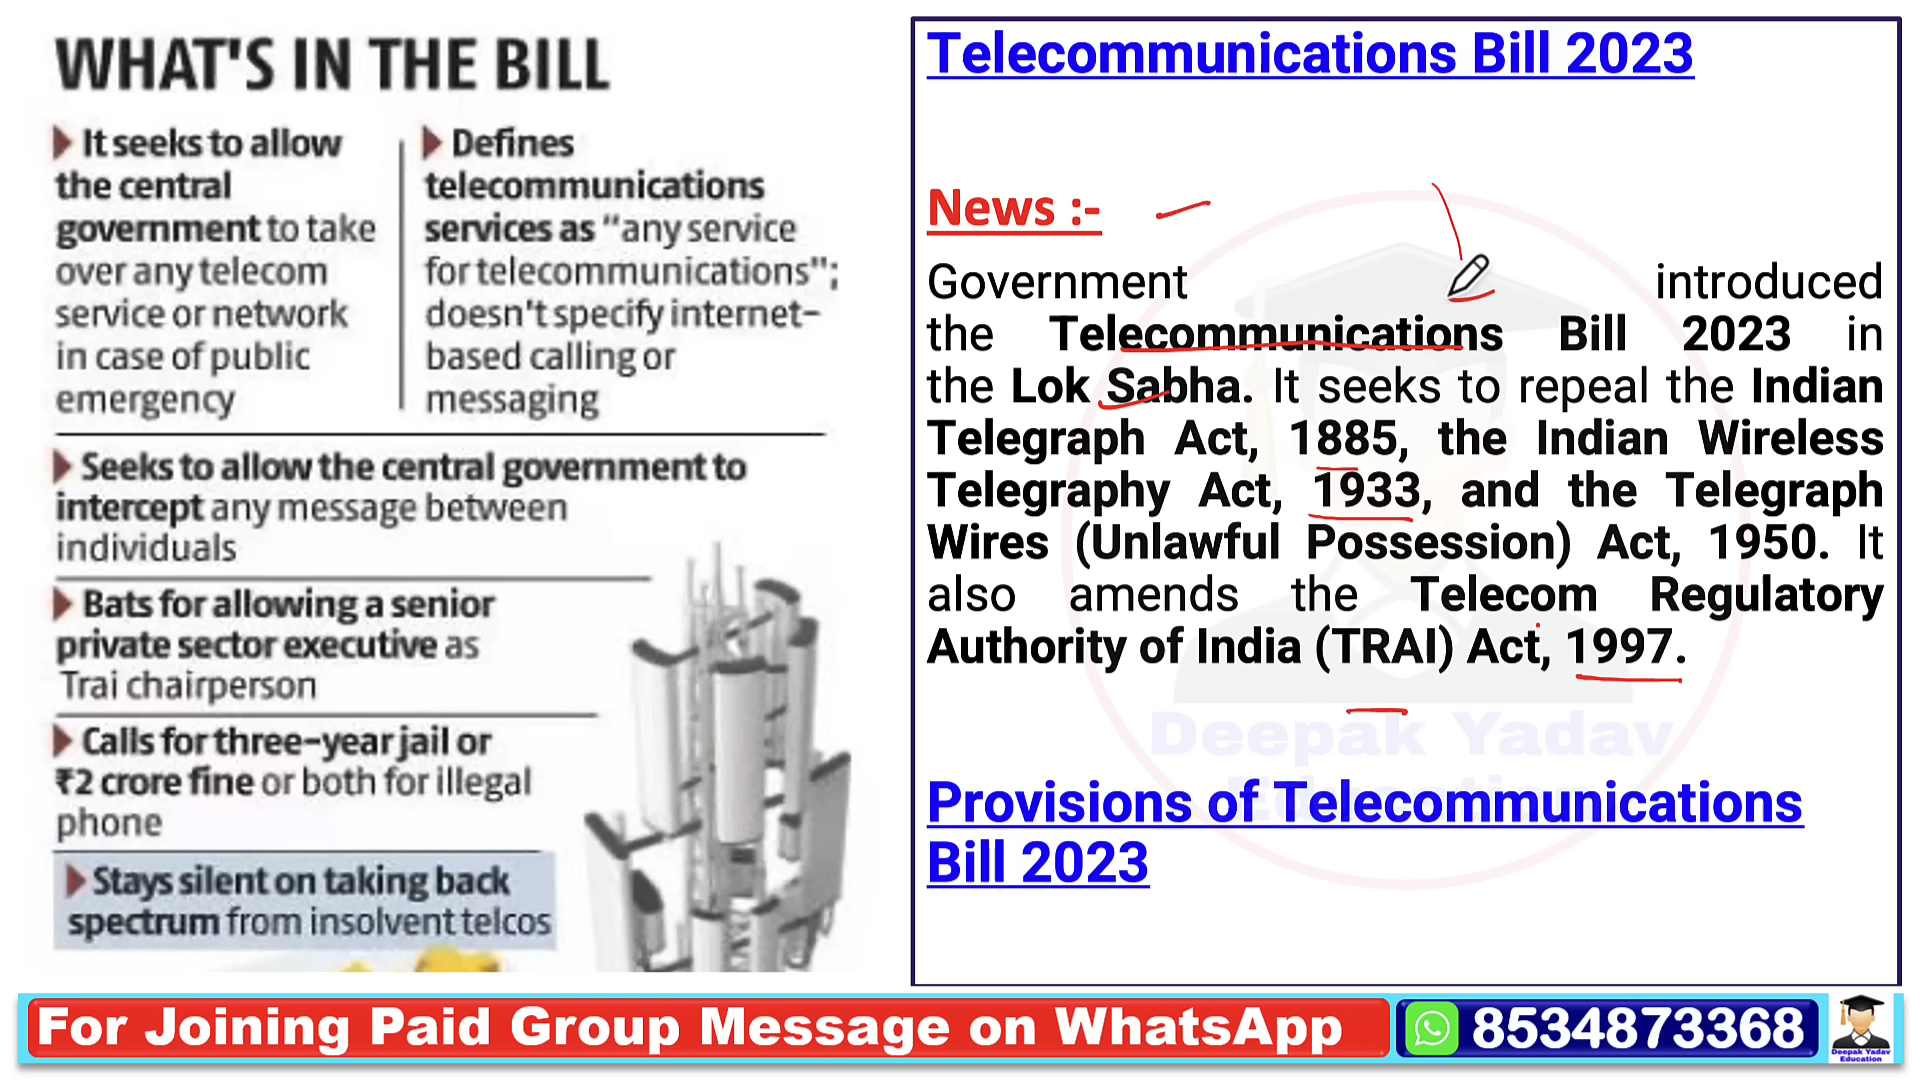 WHAT'S IN THE BILL
It seeks to allow
the central
government to take
over any telecom
service or network
in case of public
emergency
Defines
telecommunications
services as "any service
for telecommunications";
doesn't specify internet-
based calling or
messaging
Seeks to allow the central government to
intercept any message between
individuals
Bats for allowing a senior
private sector executive as
Trai chairperson
Calls for three-year jail or
₹2 crore fine or both for illegal
phone
Stays silent on taking back
spectrum from insolvent telcos
Telecommunications Bill 2023
News :-
Government introduced
the Telecommunications Bill 2023 in
the Lok Sabha. It seeks to repeal the Indian
Telegraph Act, 1885, the Indian Wireless
Telegraphy Act, 1933, and the Telegraph
Wires (Unlawful Possession) Act, 1950. It
also amends the Telecom Regulatory
Authority of India (TRAI) Act, 1997.
Deepak Yadav
Education
Provisions of Telecommunications
Bill 2023
For Joining Paid Group Message on WhatsApp
8534873368
Deepak Yadav
Education